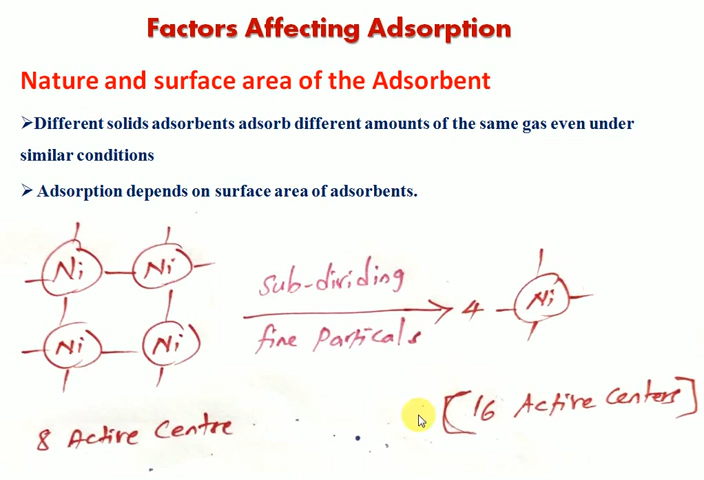 Factors Affecting Adsorption
Nature and surface area of the Adsorbent
➢Different solids adsorbents adsorb different amounts of the same gas even under
similar conditions
➢ Adsorption depends on surface area of adsorbents.
Ni Ni
Sub-dividing
4 Ni
Ni Ni
fine Particals
[16 Active Centers]
8 Active Centre